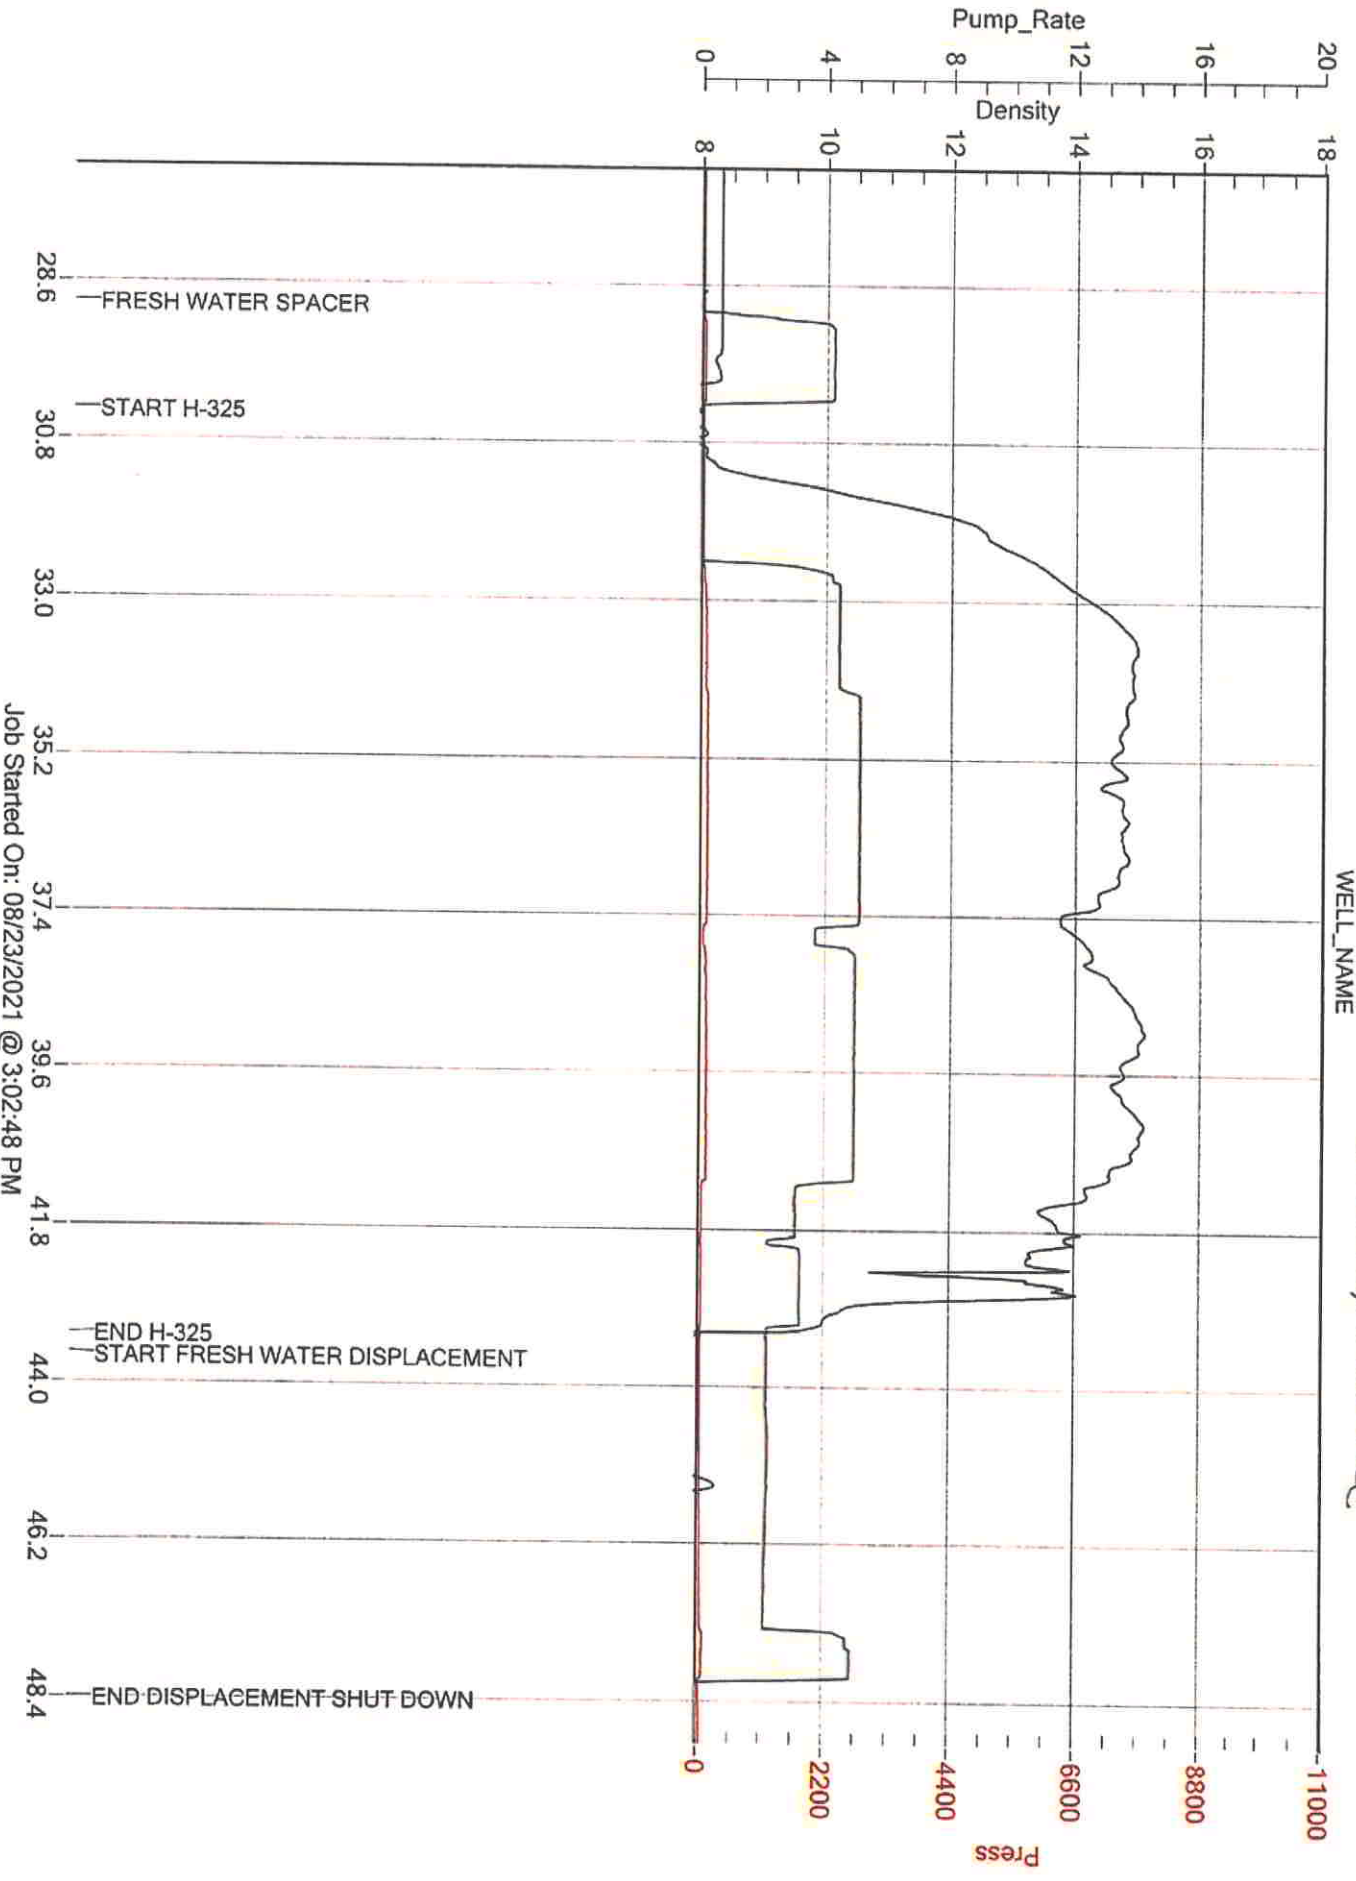 Pump_Rate
0 4 8 12 16 20
Density
8 10 12 14 16 18
WELL_NAME
28.6
FRESH WATER SPACER
START H-325
30.8
33.0
35.2
37.4
39.6
41.8
END H-325
START FRESH WATER DISPLACEMENT
44.0
46.2
48.4
END DISPLACEMENT SHUT DOWN
0 2200 4400 6600 8800 11000
Press
Job Started On: 08/23/2021 @ 3:02:48 PM